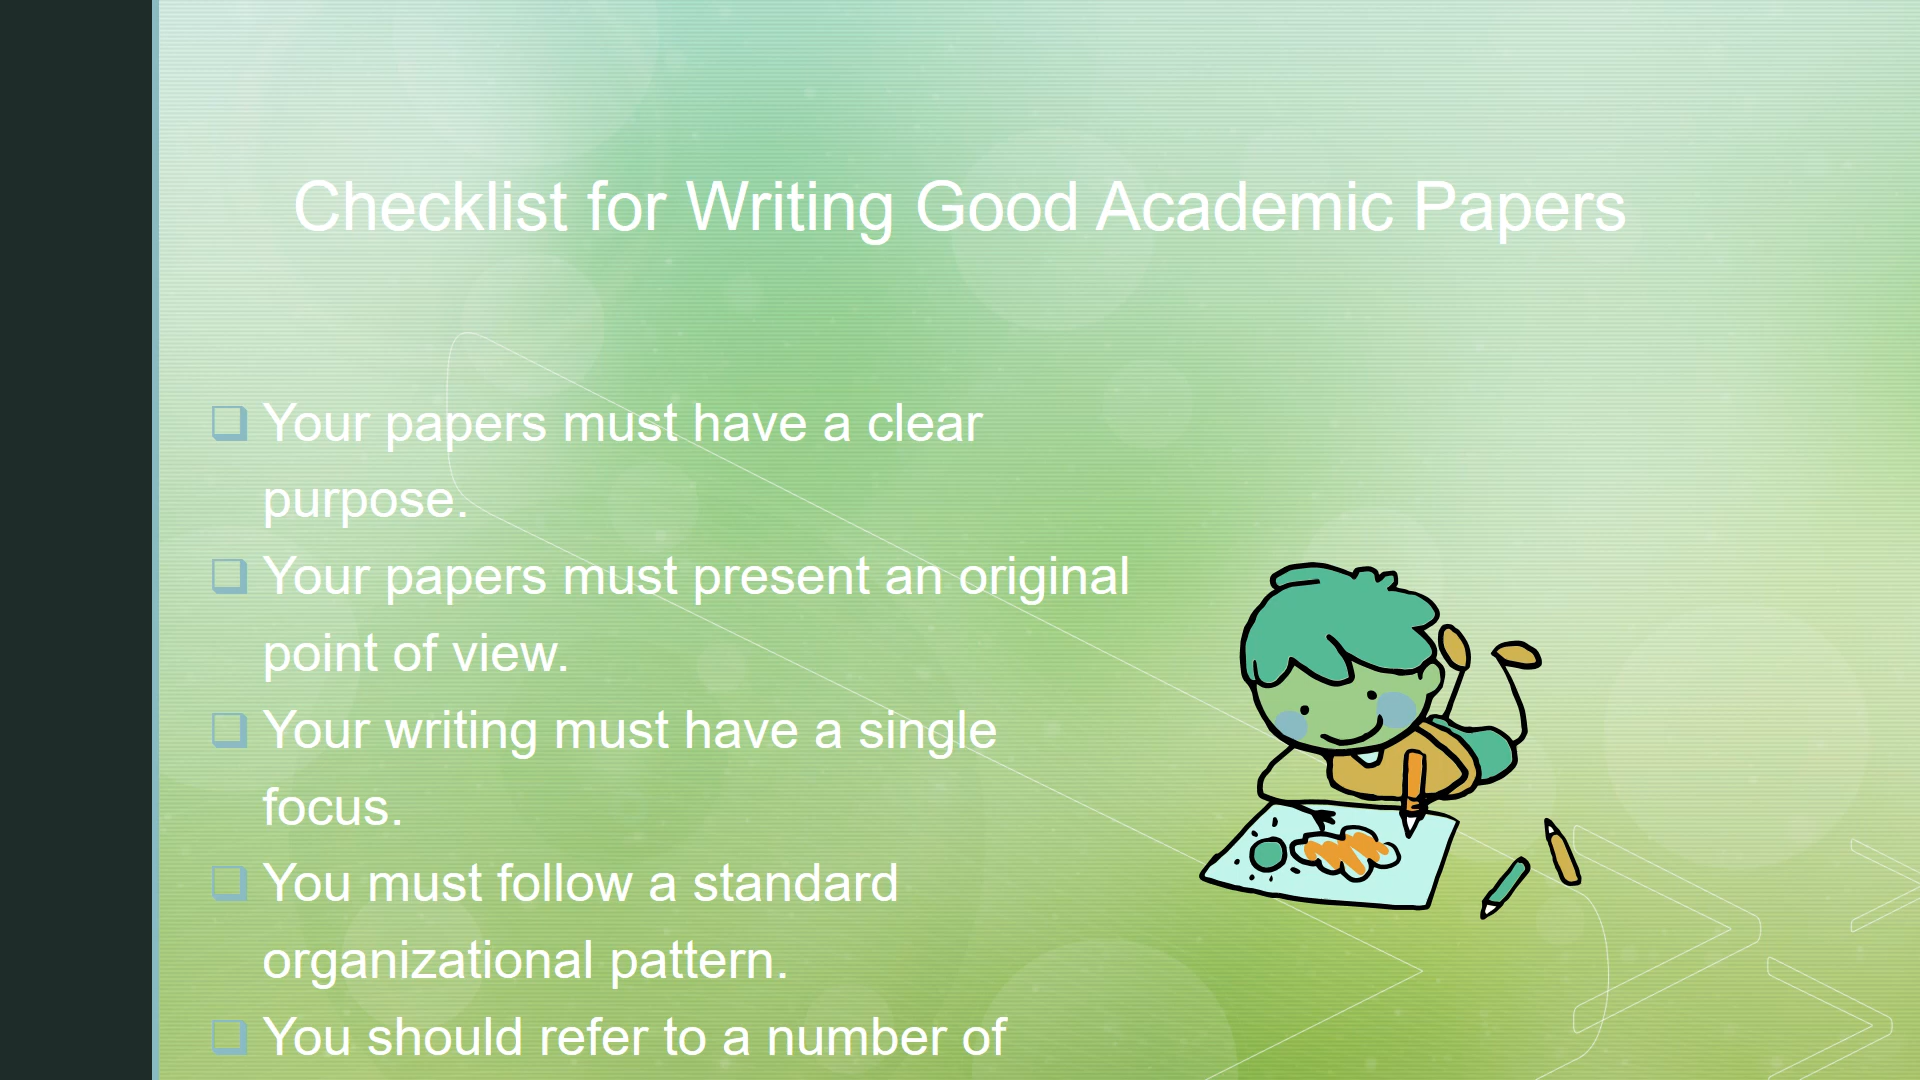 Checklist for Writing Good Academic Papers
Your papers must have a clear
purpose.
Your papers must present an original
point of view.
Your writing must have a single
focus.
You must follow a standard
organizational pattern.
You should refer to a number of